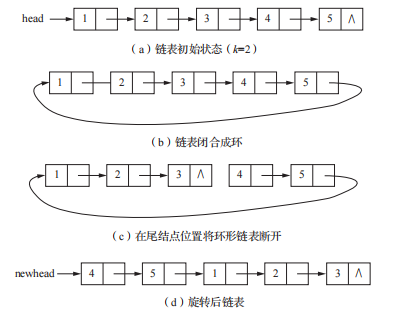 head 1 2 3 4 5 ∧
(a)链表初始状态(k=2)
1 2 3 4 5
(b)链表闭合成环
1 2 3 ∧ 4 5
(c)在尾结点位置将环形链表断开
newhead 4 5 1 2 3 ∧
(d)旋转后链表